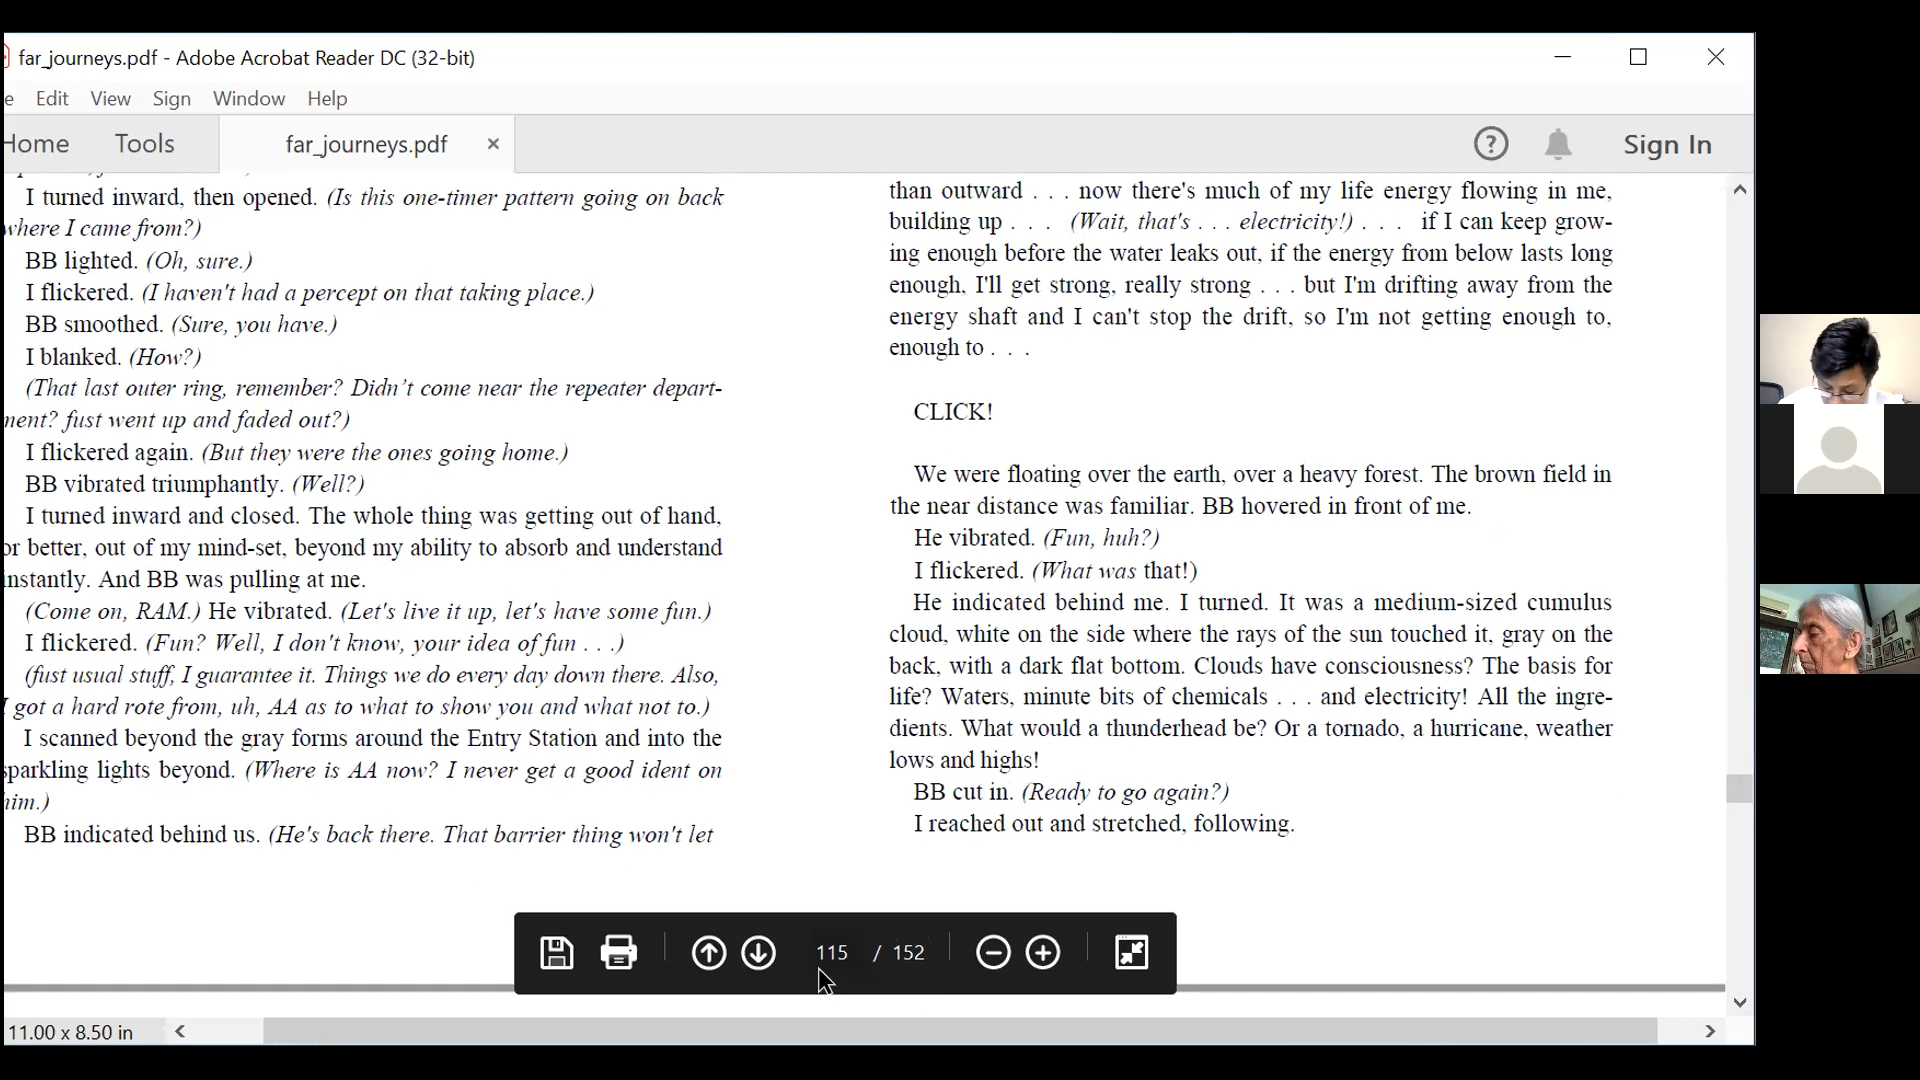 far_journeys.pdf - Adobe Acrobat Reader DC (32-bit)
e Edit View Sign Window Help
Home Tools far_journeys.pdf × ? Sign In
I turned inward, then opened. (Is this one-timer pattern going on back
where I came from?)
BB lighted. (Oh, sure.)
I flickered. (I haven't had a percept on that taking place.)
BB smoothed. (Sure, you have.)
I blanked. (How?)
(That last outer ring, remember? Didn’t come near the repeater depart-
ment? fust went up and faded out?)
I flickered again. (But they were the ones going home.)
BB vibrated triumphantly. (Well?)
I turned inward and closed. The whole thing was getting out of hand,
or better, out of my mind-set, beyond my ability to absorb and understand
instantly. And BB was pulling at me.
(Come on, RAM.) He vibrated. (Let's live it up, let's have some fun.)
I flickered. (Fun? Well, I don't know, your idea of fun . . .)
(fust usual stuff, I guarantee it. Things we do every day down there. Also,
I got a hard rote from, uh, AA as to what to show you and what not to.)
I scanned beyond the gray forms around the Entry Station and into the
sparkling lights beyond. (Where is AA now? I never get a good ident on
him.)
BB indicated behind us. (He's back there. That barrier thing won't let
than outward . . . now there's much of my life energy flowing in me,
building up . . . (Wait, that's . . . electricity!) . . . if I can keep grow-
ing enough before the water leaks out, if the energy from below lasts long
enough, I'll get strong, really strong . . . but I'm drifting away from the
energy shaft and I can't stop the drift, so I'm not getting enough to,
enough to . . .
CLICK!
We were floating over the earth, over a heavy forest. The brown field in
the near distance was familiar. BB hovered in front of me.
He vibrated. (Fun, huh?)
I flickered. (What was that!)
He indicated behind me. I turned. It was a medium-sized cumulus
cloud, white on the side where the rays of the sun touched it, gray on the
back, with a dark flat bottom. Clouds have consciousness? The basis for
life? Waters, minute bits of chemicals . . . and electricity! All the ingre-
dients. What would a thunderhead be? Or a tornado, a hurricane, weather
lows and highs!
BB cut in. (Ready to go again?)
I reached out and stretched, following.
115 / 152
11.00 x 8.50 in